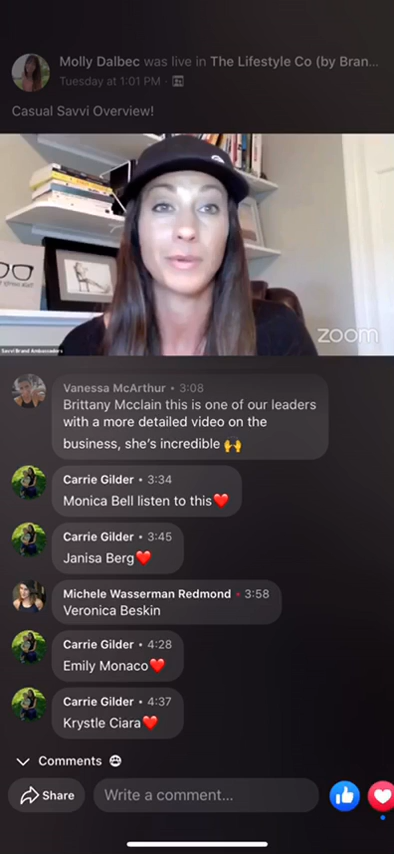 Molly Dalbec was live in The Lifestyle Co (by Bran...
Tuesday at 1:01 PM ·
Casual Savvi Overview!
zoom
Savvi Brand Ambassadors
Vanessa McArthur • 3:08
Brittany Mcclain this is one of our leaders
with a more detailed video on the
business, she's incredible 🙌
Carrie Gilder • 3:34
Monica Bell listen to this❤️
Carrie Gilder • 3:45
Janisa Berg❤️
Michele Wasserman Redmond • 3:58
Veronica Beskin
Carrie Gilder • 4:28
Emily Monaco❤️
Carrie Gilder • 4:37
Krystle Ciara❤️
Comments
Share
Write a comment...